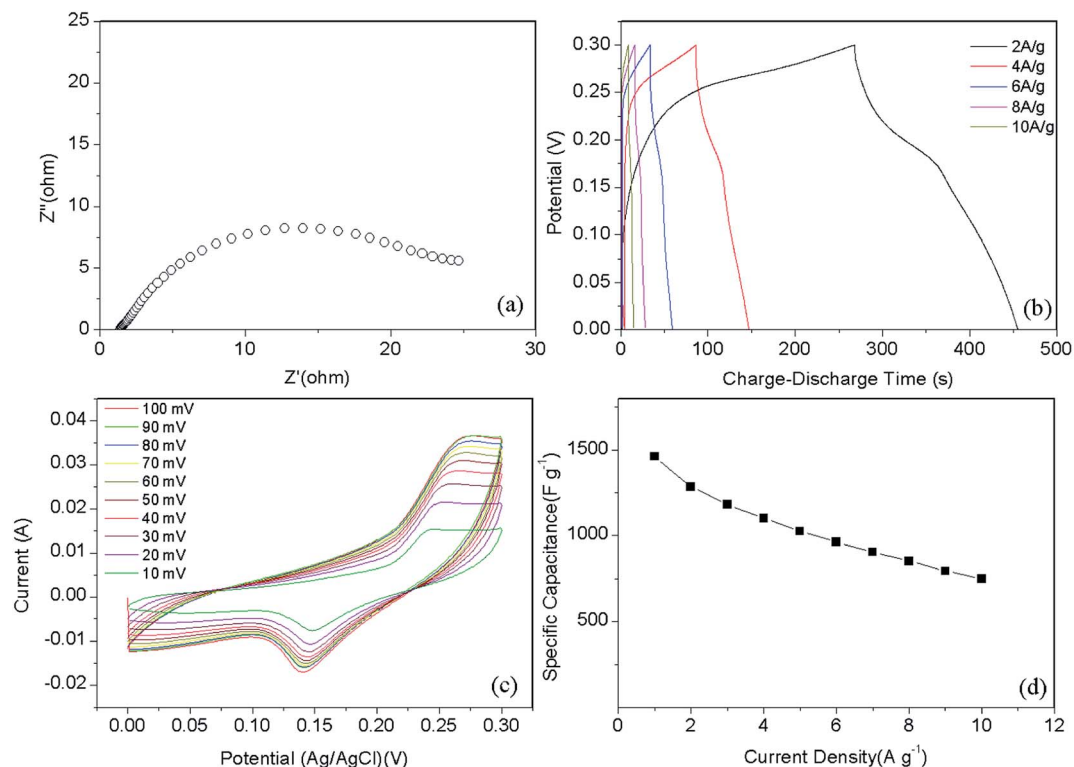 25
20
15
10
5
0
0
10
20
30
Z"(ohm)
Z'(ohm)
(a)
0.30
0.25
0.20
0.15
0.10
0.05
0.00
0
100
200
300
400
500
Potential (V)
Charge-Discharge Time (s)
2A/g
4A/g
6A/g
8A/g
10A/g
(b)
0.04
0.03
0.02
0.01
0.00
-0.01
-0.02
0.00
0.05
0.10
0.15
0.20
0.25
0.30
Current (A)
Potential (Ag/AgCl)(V)
100 mV
90 mV
80 mV
70 mV
60 mV
50 mV
40 mV
30 mV
20 mV
10 mV
(c)
1500
1000
500
0
2
4
6
8
10
12
Specific Capacitance(F g-1)
Current Density(A g-1)
(d)